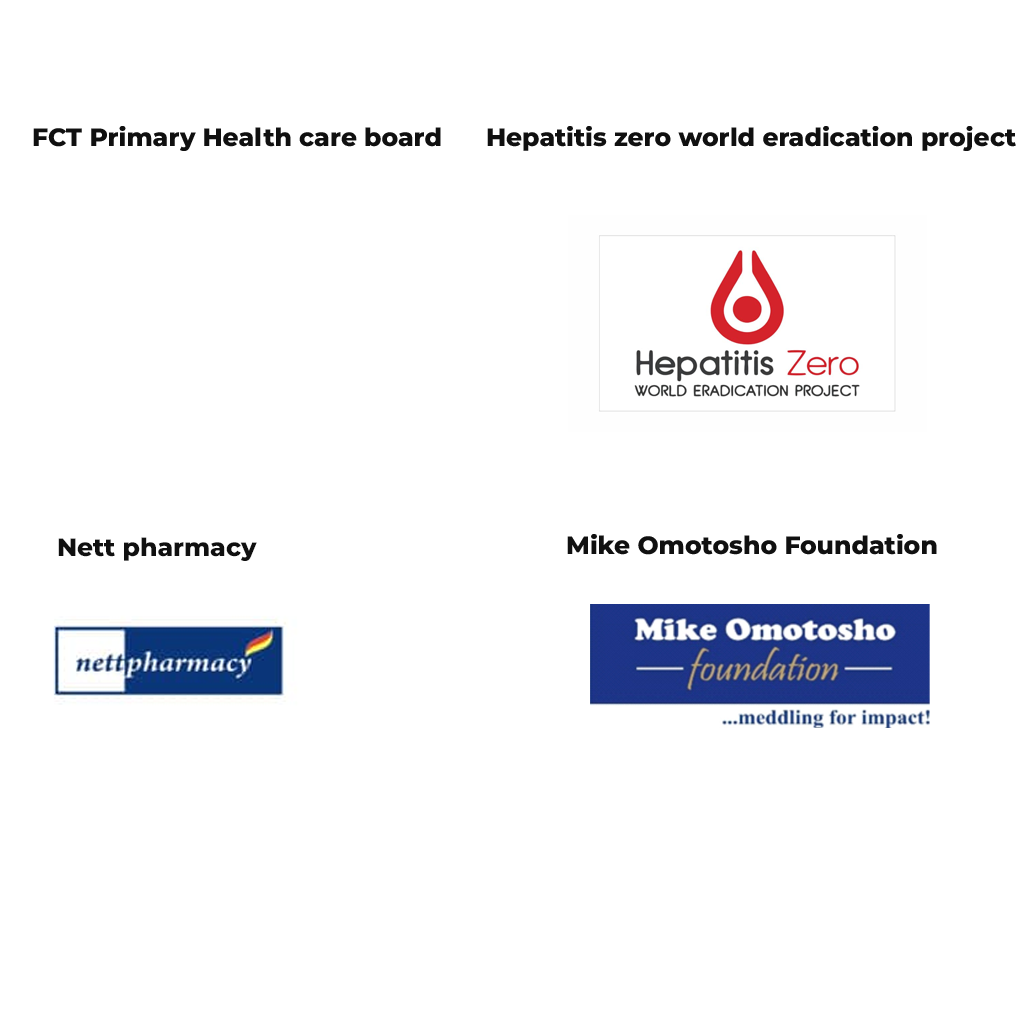 FCT Primary Health care board
Hepatitis zero world eradication project
Hepatitis Zero
WORLD ERADICATION PROJECT
Nett pharmacy
Mike Omotosho Foundation
nettpharmacy
Mike Omotosho
foundation
...meddling for impact!